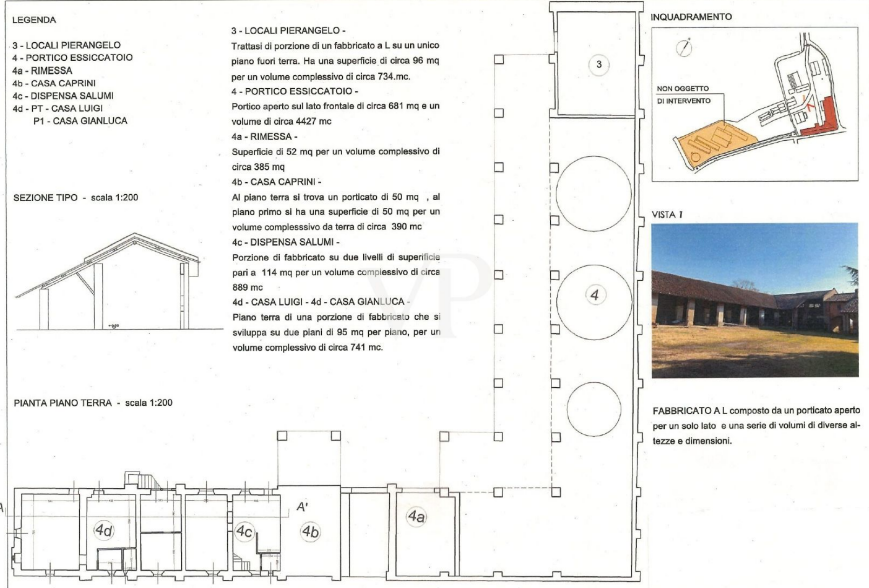 LEGENDA
3 - LOCALI PIERANGELO
4 - PORTICO ESSICCATOIO
4a - RIMESSA
4b - CASA CAPRINI
4c - DISPENSA SALUMI
4d - PT - CASA LUIGI
P1 - CASA GIANLUCA
SEZIONE TIPO - scala 1:200
3 - LOCALI PIERANGELO -
Trattasi di porzione di un fabbricato a L su un unico
piano fuori terra. Ha una superficie di circa 96 mq
per un volume complessivo di circa 734.mc.
4 - PORTICO ESSICCATOIO -
Portico aperto sul lato frontale di circa 681 mq e un
volume di circa 4427 mc
4a - RIMESSA -
Superficie di 52 mq per un volume complessivo di
circa 385 mq
4b - CASA CAPRINI -
Al piano terra si trova un porticato di 50 mq , al
piano primo si ha una superficie di 50 mq per un
volume complesssivo da terra di circa 390 mc
4c - DISPENSA SALUMI -
Porzione di fabbricato su due livelli di superificie
pari a 114 mq per un volume complessivo di circa
889 mc
4d - CASA LUIGI - 4d - CASA GIANLUCA -
Piano terra di una porzione di fabbricato che si
sviluppa su due piani di 95 mq per piano, per un
volume complessivo di circa 741 mc.
VP
PIANTA PIANO TERRA - scala 1:200
3
4
A
4d
4c
A'
4b
4a
INQUADRAMENTO
NON OGGETTO
DI INTERVENTO
1
VISTA 1
FABBRICATO A L composto da un porticato aperto
per un solo lato e una serie di volumi di diverse al-
tezze e dimensioni.